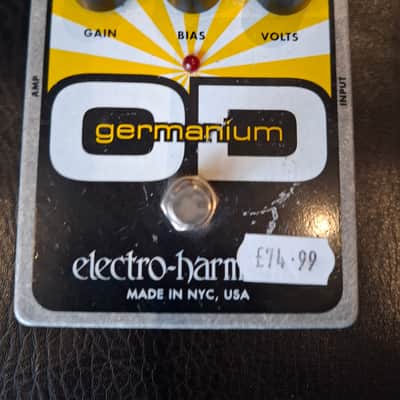 GAIN BIAS VOLTS
AMP
INPUT
OD
germanium
electro-harm
£74.99
MADE IN NYC, USA